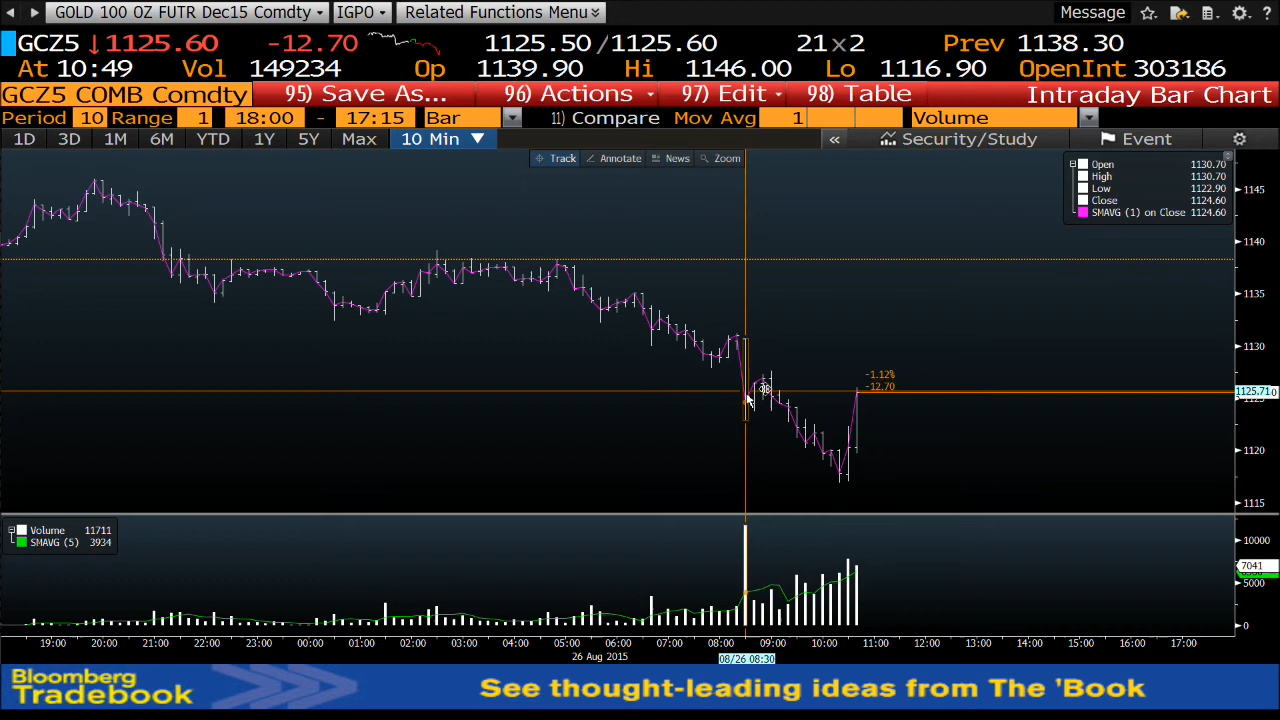 GOLD 100 OZ FUTR Dec15 Comdty IGPO Related Functions Menu Message ?
GCZ5 ↓1125.60 -12.70 1125.50/1125.60 21×2 Prev 1138.30
At 10:49 Vol 149234 Op 1139.90 Hi 1146.00 Lo 1116.90 OpenInt 303186
GCZ5 COMB Comdty 95) Save As... 96) Actions 97) Edit 98) Table Intraday Bar Chart
Period 10 Range 1 18:00 - 17:15 Bar 11) Compare Mov Avg 1 Volume
1D 3D 1M 6M YTD 1Y 5Y Max 10 Min ▼ « Security/Study Event
Track Annotate News Zoom
Open 1130.70
High 1130.70
Low 1122.90
Close 1124.60
SMAVG (1) on Close 1124.60
1145
1140
1135
1130
-1.12%
-12.70
1125.71
1120
1115
Volume 11711
SMAVG (5) 3934
10000
7041
5000
0
19:00 20:00 21:00 22:00 23:00 00:00 01:00 02:00 03:00 04:00 05:00 06:00 07:00 08:00 09:00 10:00 11:00 12:00 13:00 14:00 15:00 16:00 17:00
26 Aug 2015 08/26 08:30
Bloomberg
Tradebook
See thought-leading ideas from The 'Book